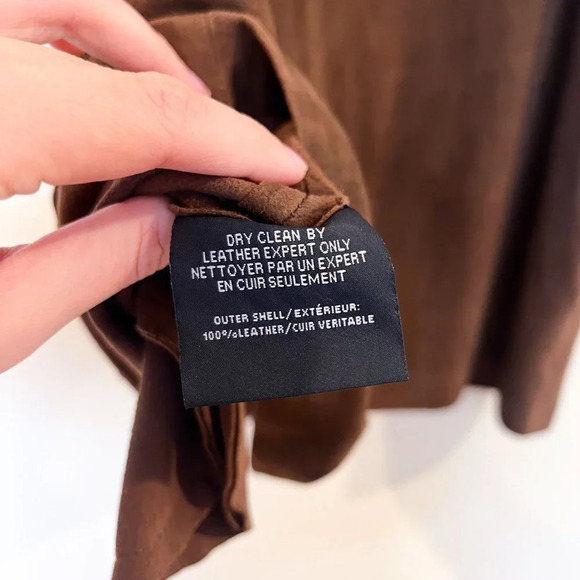 DRY CLEAN BY
LEATHER EXPERT ONLY
NETTOYER PAR UN EXPERT
EN CUIR SEULEMENT
OUTER SHELL/EXTÉRIEUR:
100%LEATHER/CUIR VERITABLE